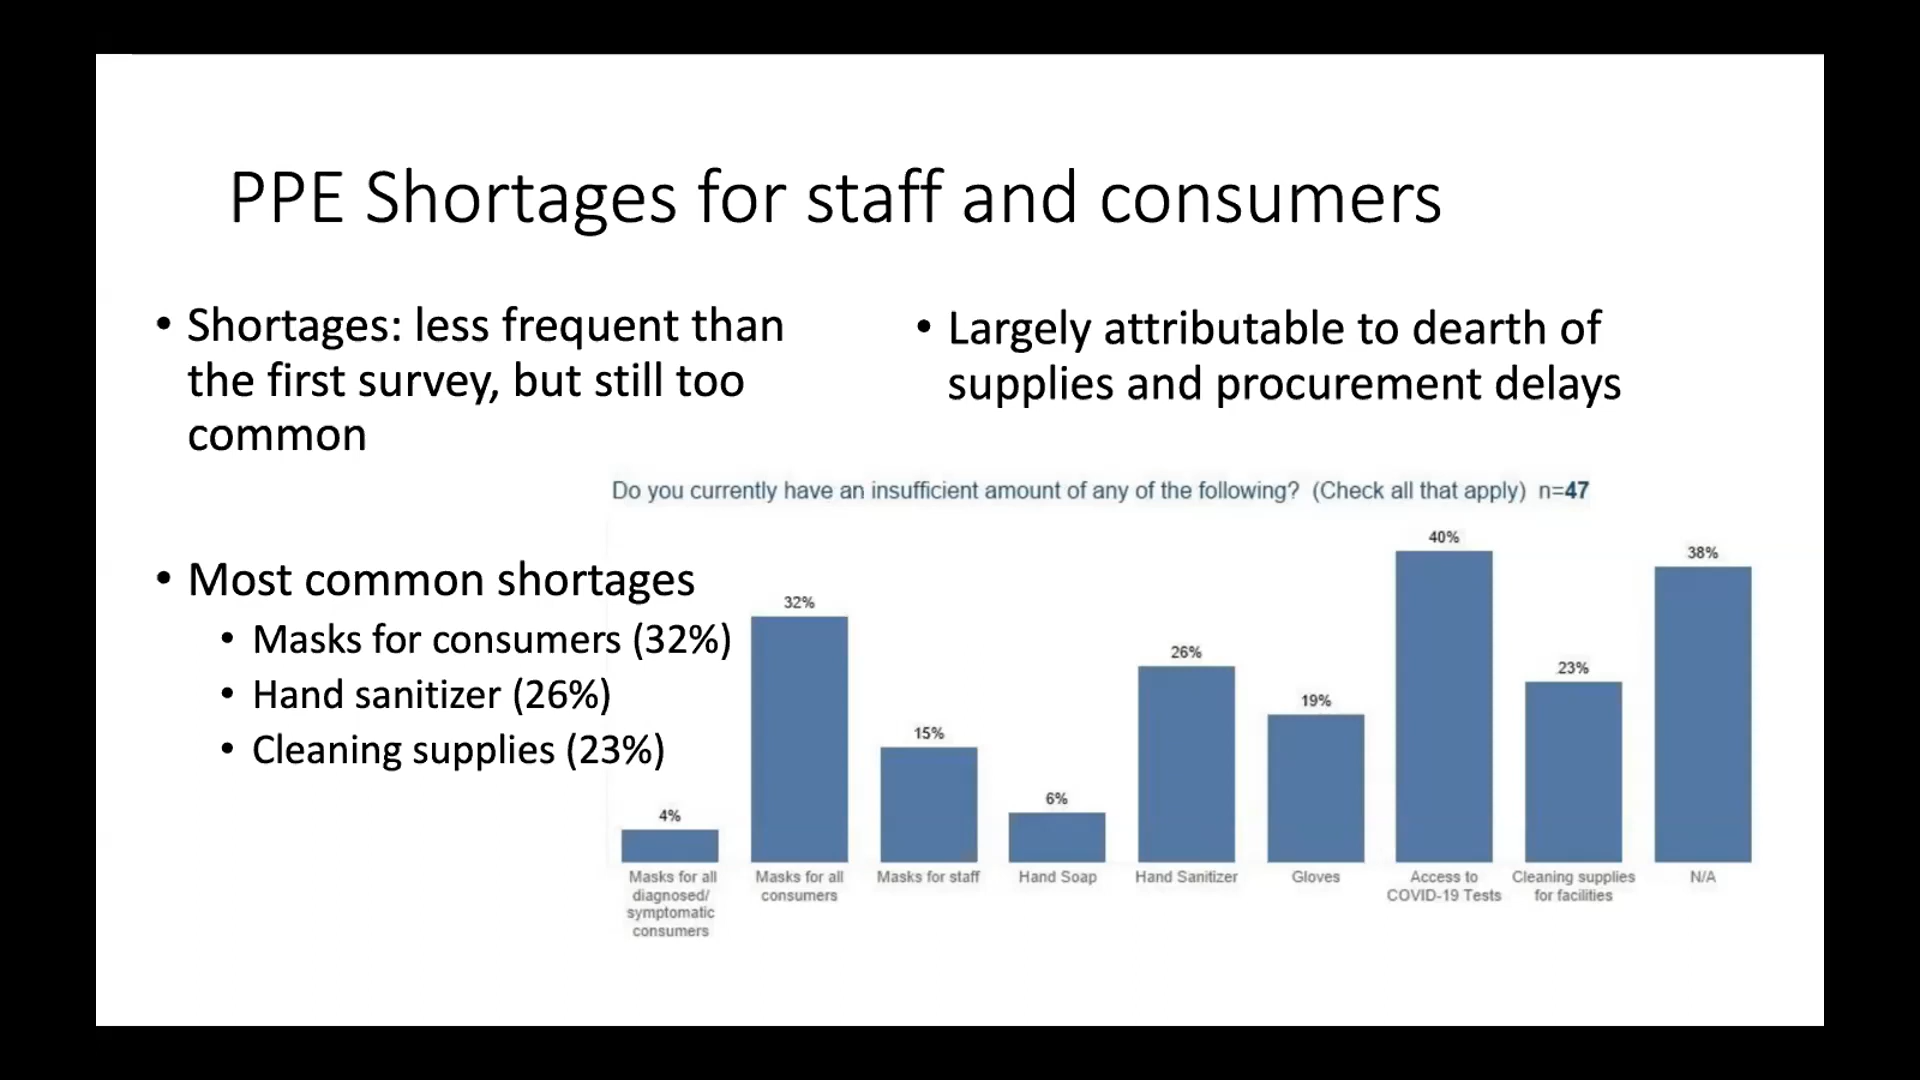 PPE Shortages for staff and consumers
• Shortages: less frequent than
the first survey, but still too
common
• Most common shortages
• Masks for consumers (32%)
• Hand sanitizer (26%)
• Cleaning supplies (23%)
• Largely attributable to dearth of
supplies and procurement delays
Do you currently have an insufficient amount of any of the following? (Check all that apply) n=47
4%
32%
15%
6%
26%
19%
40%
23%
38%
Masks for all
diagnosed/
symptomatic
consumers
Masks for all
consumers
Masks for staff
Hand Soap
Hand Sanitizer
Gloves
Access to
COVID-19 Tests
Cleaning supplies
for facilities
N/A